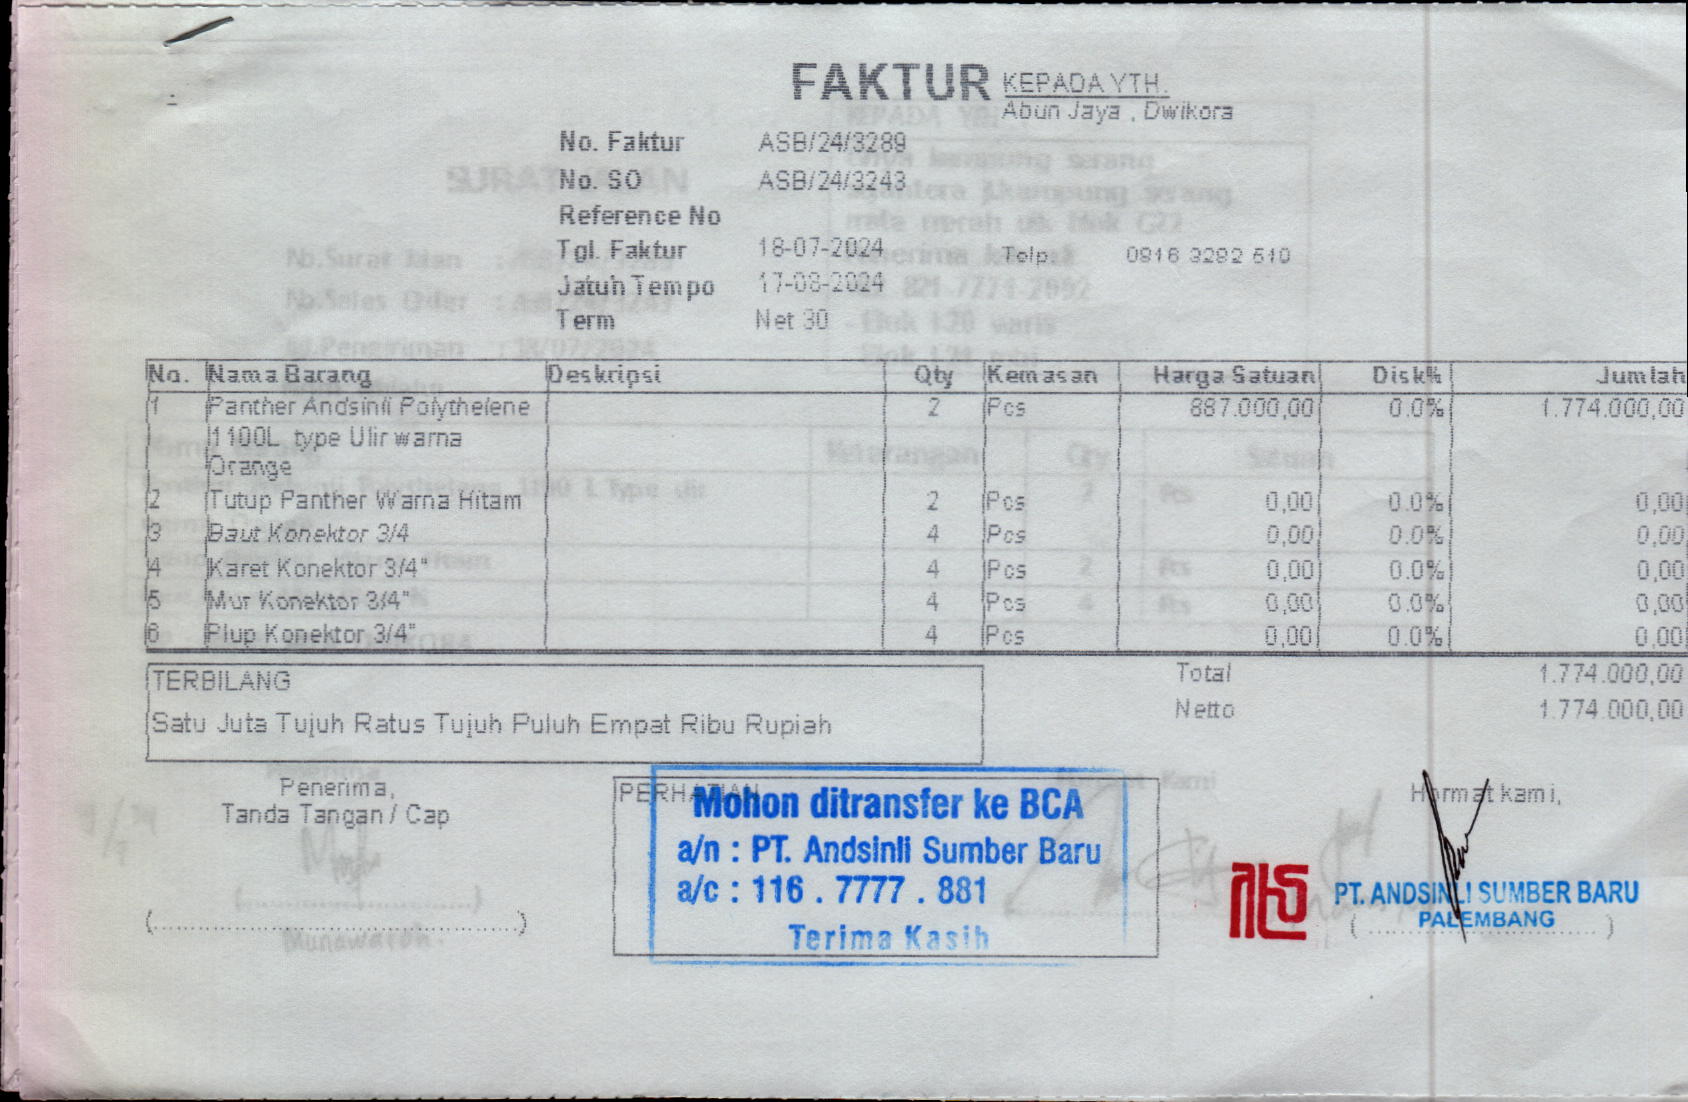 FAKTUR KEPADA YTH.
Abun Jaya , Dwikora
No. Faktur ASB/24/3289
No. SO ASB/24/3243
Reference No
Tgl. Faktur 18-07-2024 Telp. 0816 3292 510
Jatuh Tempo 17-08-2024
Term Net 30
No. Nama Barang Deskripsi Qty Kemasan Harga Satuan Disk% Jumlah
1 Panther Andsinli Polythelene 2 Pcs 887.000,00 0.0% 1.774.000,00
1100L type Ulir warna
Orange
2 Tutup Panther Warna Hitam 2 Pcs 0,00 0.0% 0,00
3 Baut Konektor 3/4 4 Pcs 0,00 0.0% 0,00
4 Karet Konektor 3/4" 4 Pcs 0,00 0.0% 0,00
5 Mur Konektor 3/4" 4 Pcs 0,00 0.0% 0,00
6 Plup Konektor 3/4" 4 Pcs 0,00 0.0% 0,00
TERBILANG
Satu Juta Tujuh Ratus Tujuh Puluh Empat Ribu Rupiah
Total 1.774.000,00
Netto 1.774.000,00
Penerima,
Tanda Tangan / Cap
PERHATIAN
Mohon ditransfer ke BCA
a/n : PT. Andsinli Sumber Baru
a/c : 116 . 7777 . 881
Terima Kasih
Hormat kami,
PT. ANDSINLI SUMBER BARU
PALEMBANG